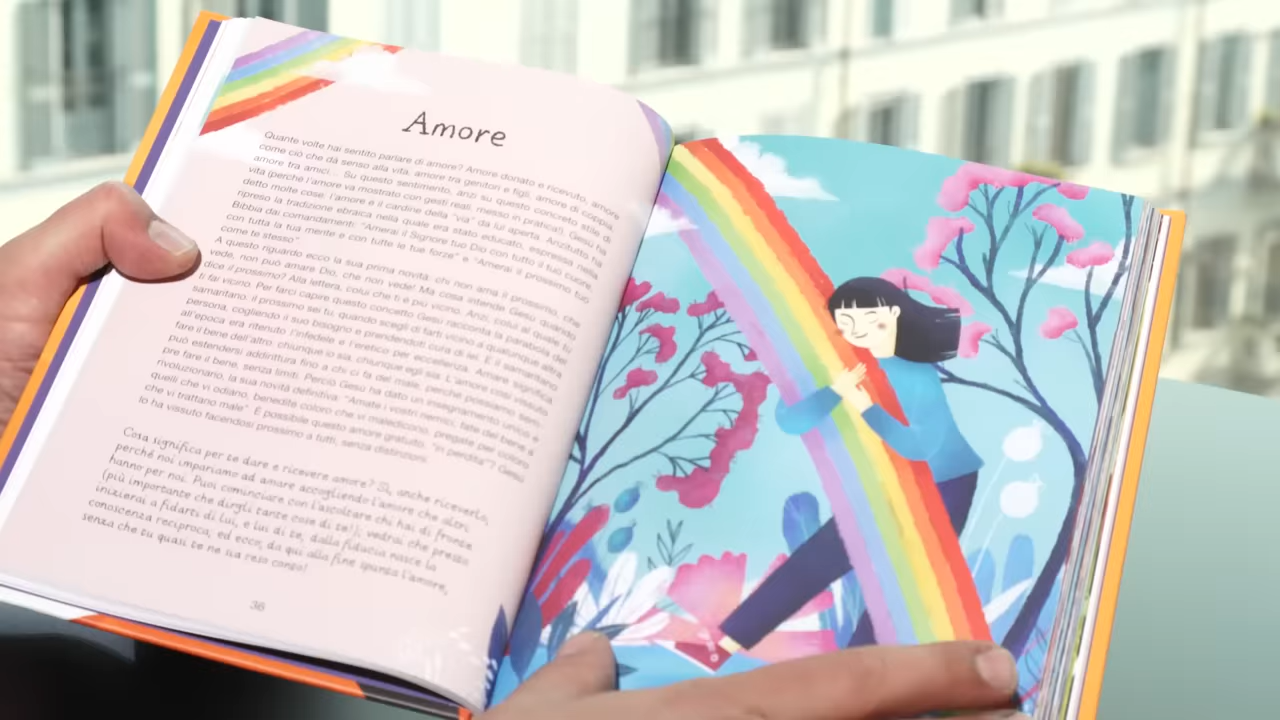 Amore
Quante volte hai sentito parlare di amore? Amore donato e ricevuto, amore
come ciò che dà senso alla vita, amore tra genitori e figli, amore di coppia,
amore tra amici... Su questo sentimento, anzi su questo concreto stile di
vita (perché l'amore va mostrato con gesti reali, messo in pratica!), Gesù ha
detto molte cose: l'amore è il cardine della "via" da lui aperta. Anzitutto ha
ripreso la tradizione ebraica nella quale era stato educato, espressa nella
Bibbia dai comandamenti: "Amerai il Signore tuo Dio con tutto il tuo cuore,
con tutta la tua mente e con tutte le tue forze" e "Amerai il prossimo tuo
come te stesso"
A questo riguardo ecco la sua prima novità: chi non ama il prossimo, che
vede, non può amare Dio, che non vede! Ma cosa intende Gesù quando
dice il prossimo? Alla lettera, colui che ti è più vicino. Anzi, colui al quale tu
ti fai vicino. Per farci capire questo concetto Gesù racconta la parabola del
samaritano. Il prossimo sei tu, quando scegli di farti vicino a qualunque altra
persona, cogliendo il suo bisogno e prendendoti cura di lei. E il samaritano
all'epoca era ritenuto l'infedele e l'eretico per eccellenza. Amare significa
fare il bene dell'altro, chiunque io sia, chiunque egli sia. L'amore così vissuto
può estendersi addirittura fino a chi ci fa del male, perché possiamo sem-
pre fare il bene, senza limiti. Perciò Gesù ha dato un insegnamento unico e
rivoluzionario, la sua novità definitiva: "Amate i vostri nemici, fate del bene a
quelli che vi odiano, benedite coloro che vi maledicono, pregate per coloro
che vi trattano male". È possibile questo amore gratuito, "in perdita"? Gesù
lo ha vissuto facendosi prossimo a tutti, senza distinzioni.
Cosa significa per te dare e ricevere amore? Sì, anche riceverlo,
perché noi impariamo ad amare accogliendo l'amore che altri
hanno per noi. Puoi cominciare con l'ascoltare chi hai di fronte
(più importante che dirgli tante cose di te!); vedrai che presto
inizierai a fidarti di lui, e lui di te, dalla fiducia nasce la
conoscenza reciproca, ed ecco, da qui alla fine spunta l'amore,
senza che tu quasi te ne sia reso conto!
36